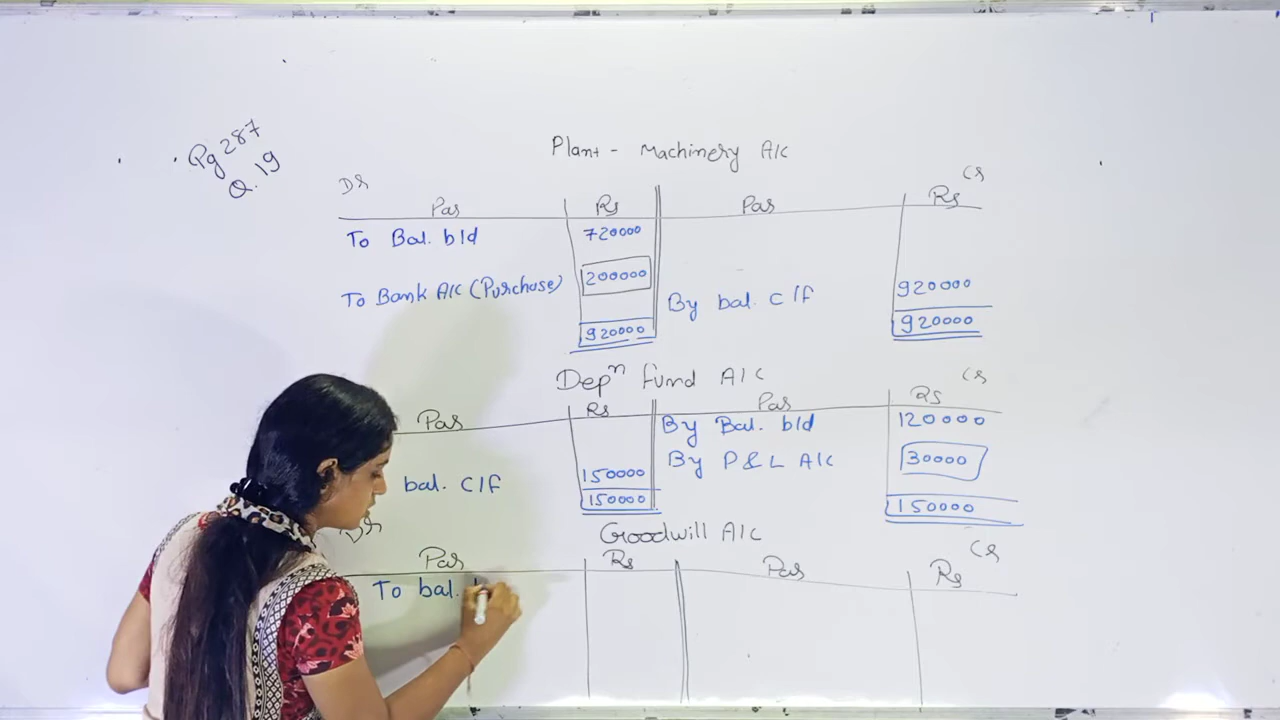 Pg 287
Q.19
Plant - Machinery A/C
Dr Cr
Par Rs Par Rs
To Bal. b/d 720000
200000
To Bank A/C (Purchase) By bal. C/f 920000
920000 920000
Depn fund A/C Cr
Par Rs Par Rs
By Bal. b/d 120000
By P & L A/C 30000
bal. C/f 150000
150000 150000
Goodwill A/C
Dr Cr
Par Rs Par Rs
To bal.